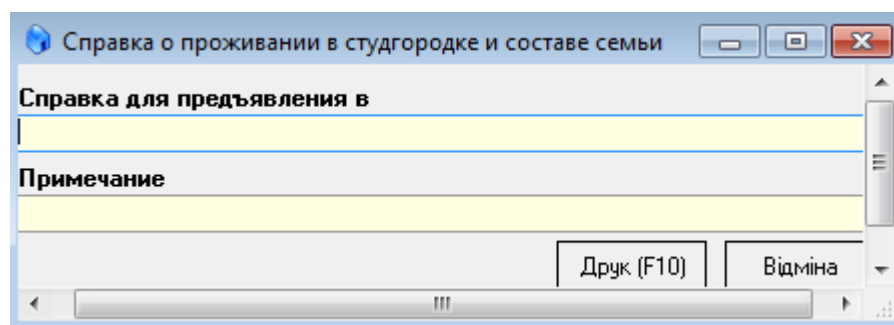 Справка о проживании в студгородке и составе семьи
Справка для предъявления в
Примечание
Друк (F10) Відміна